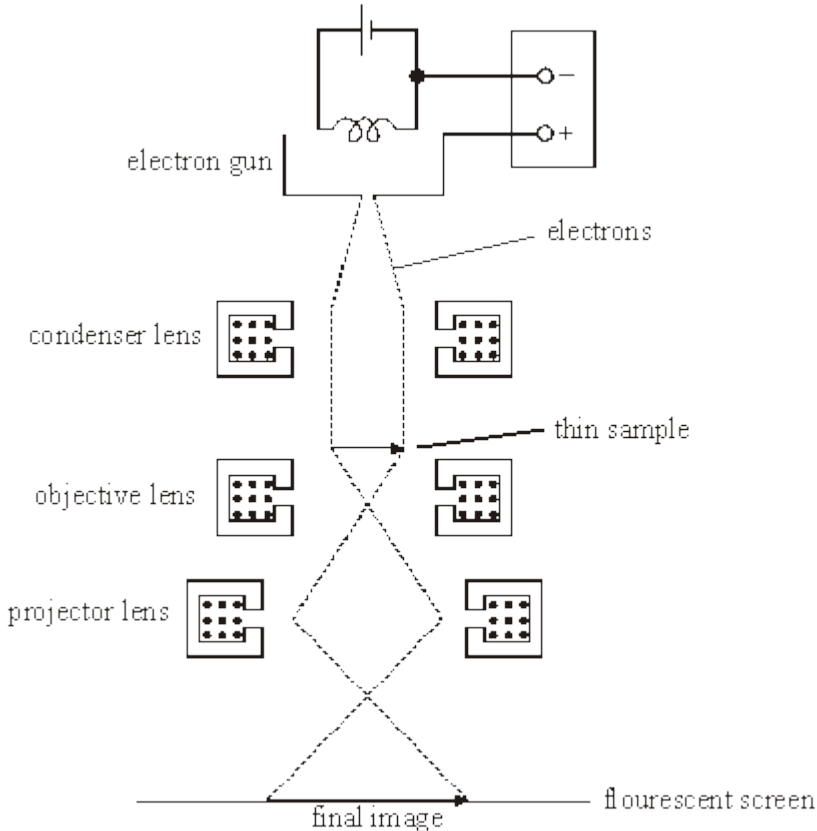 −
+
electron gun
electrons
condenser lens
thin sample
objective lens
projector lens
flourescent screen
final image